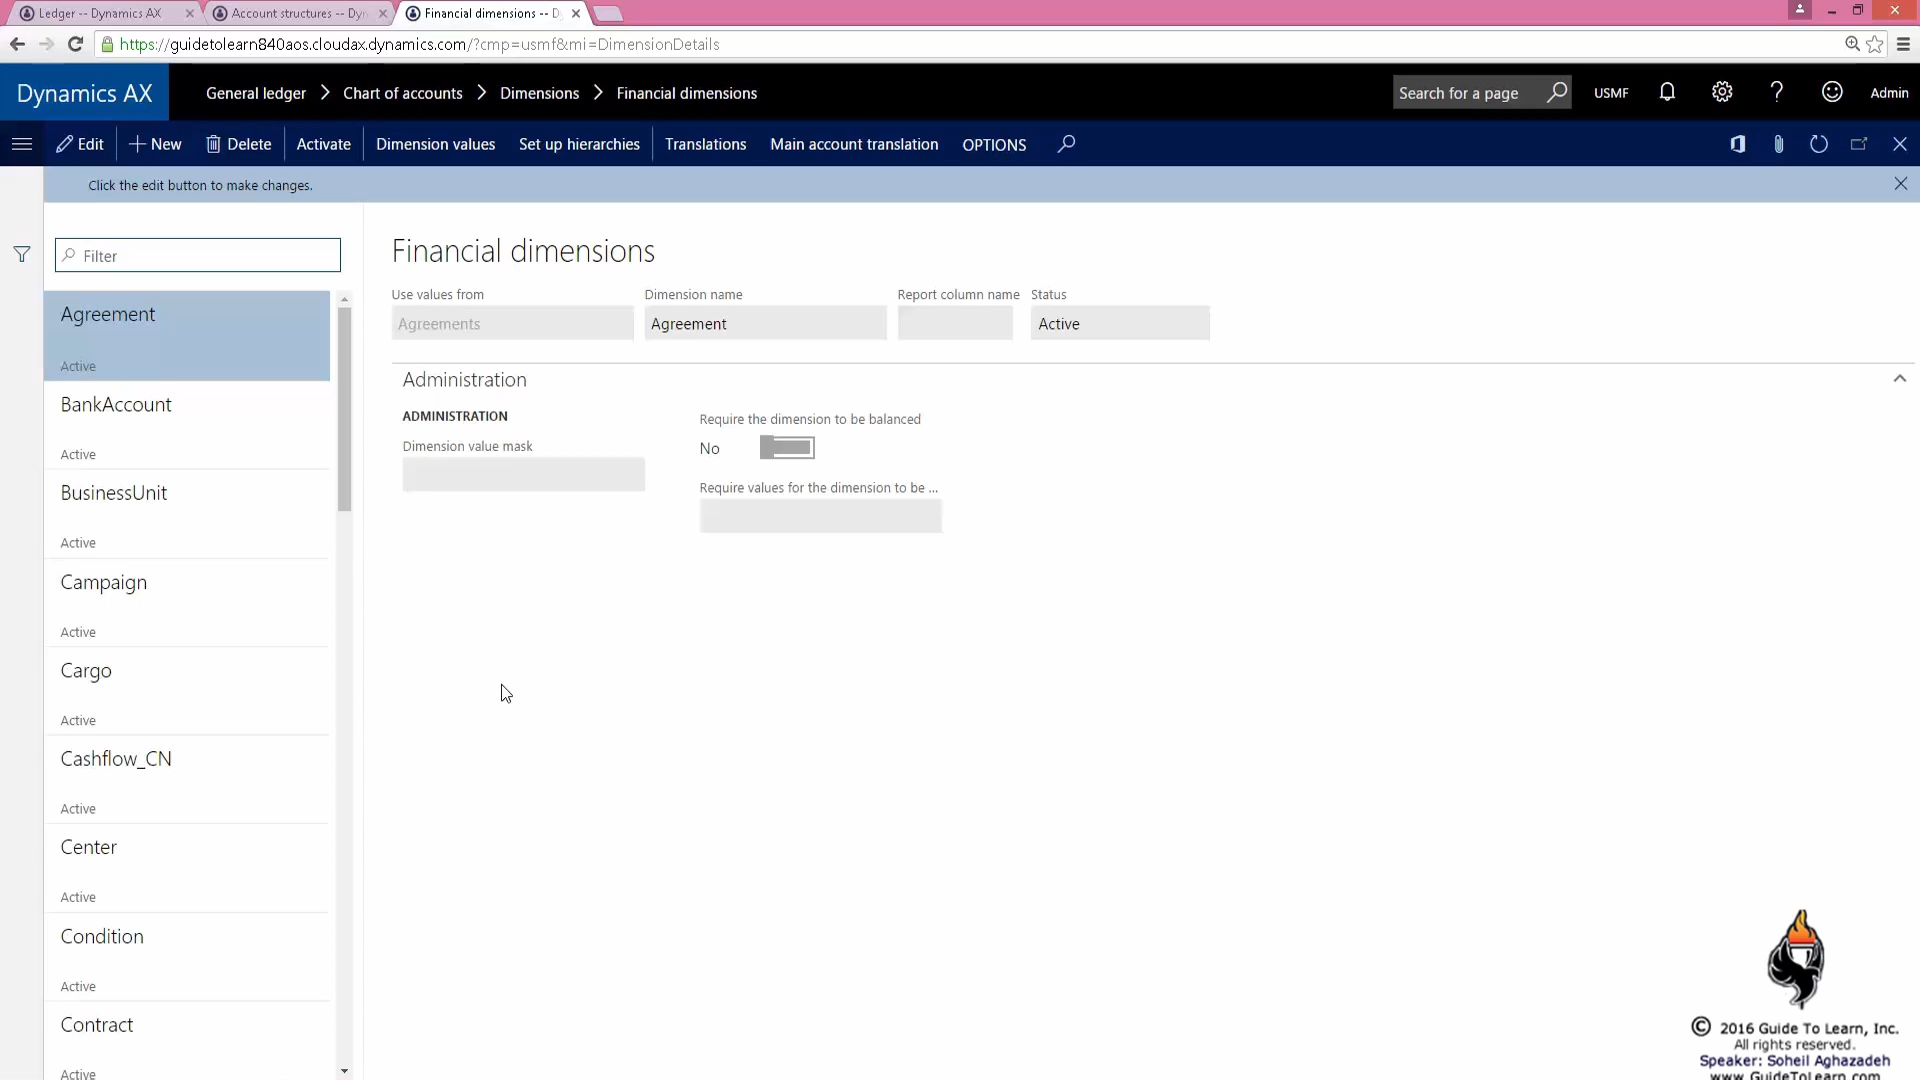 Ledger -- Dynamics AX
Account structures -- Dy
Financial dimensions -- D
https://guidetolearn840aos.cloudax.dynamics.com/?cmp=usmf&mi=DimensionDetails
Dynamics AX
General ledger > Chart of accounts > Dimensions > Financial dimensions
Search for a page
USMF
?
Admin
Edit
+ New
Delete
Activate
Dimension values
Set up hierarchies
Translations
Main account translation
OPTIONS
Click the edit button to make changes.
Filter
Agreement
Active
BankAccount
Active
BusinessUnit
Active
Campaign
Active
Cargo
Active
Cashflow_CN
Active
Center
Active
Condition
Active
Contract
Active
Financial dimensions
Use values from
Dimension name
Report column name
Status
Agreements
Agreement
Active
Administration
ADMINISTRATION
Dimension value mask
Require the dimension to be balanced
No
Require values for the dimension to be ...
© 2016 Guide To Learn, Inc.
All rights reserved.
Speaker: Soheil Aghazadeh
www.GuideToLearn.com